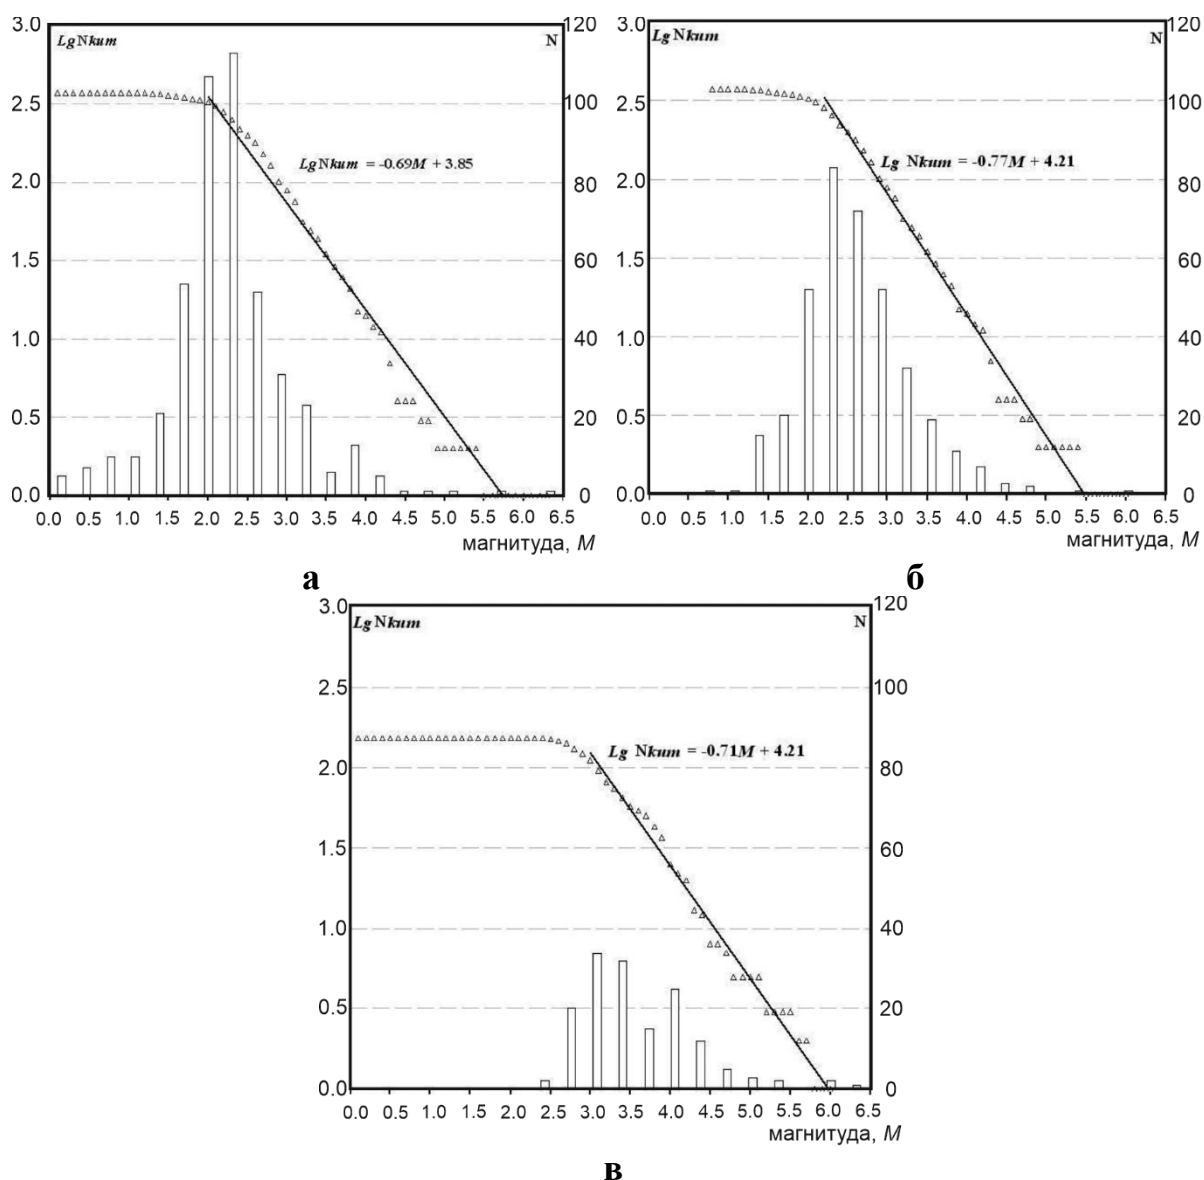 3.0 120 3.0 120
LgNkum N LgNkum N
2.5 100 2.5 100
LgNkum = -0.69M + 3.85 Lg Nkum = -0.77M + 4.21
2.0 80 2.0 80
1.5 60 1.5 60
1.0 40 1.0 40
0.5 20 0.5 20
0.0 0 0.0 0
0.0 0.5 1.0 1.5 2.0 2.5 3.0 3.5 4.0 4.5 5.0 5.5 6.0 6.5 0.0 0.5 1.0 1.5 2.0 2.5 3.0 3.5 4.0 4.5 5.0 5.5 6.0 6.5
магнитуда, M магнитуда, M
а б
3.0 120
LgNkum N
2.5 100
Lg Nkum = -0.71M + 4.21
2.0 80
1.5 60
1.0 40
0.5 20
0.0 0
0.0 0.5 1.0 1.5 2.0 2.5 3.0 3.5 4.0 4.5 5.0 5.5 6.0 6.5
магнитуда, M
в